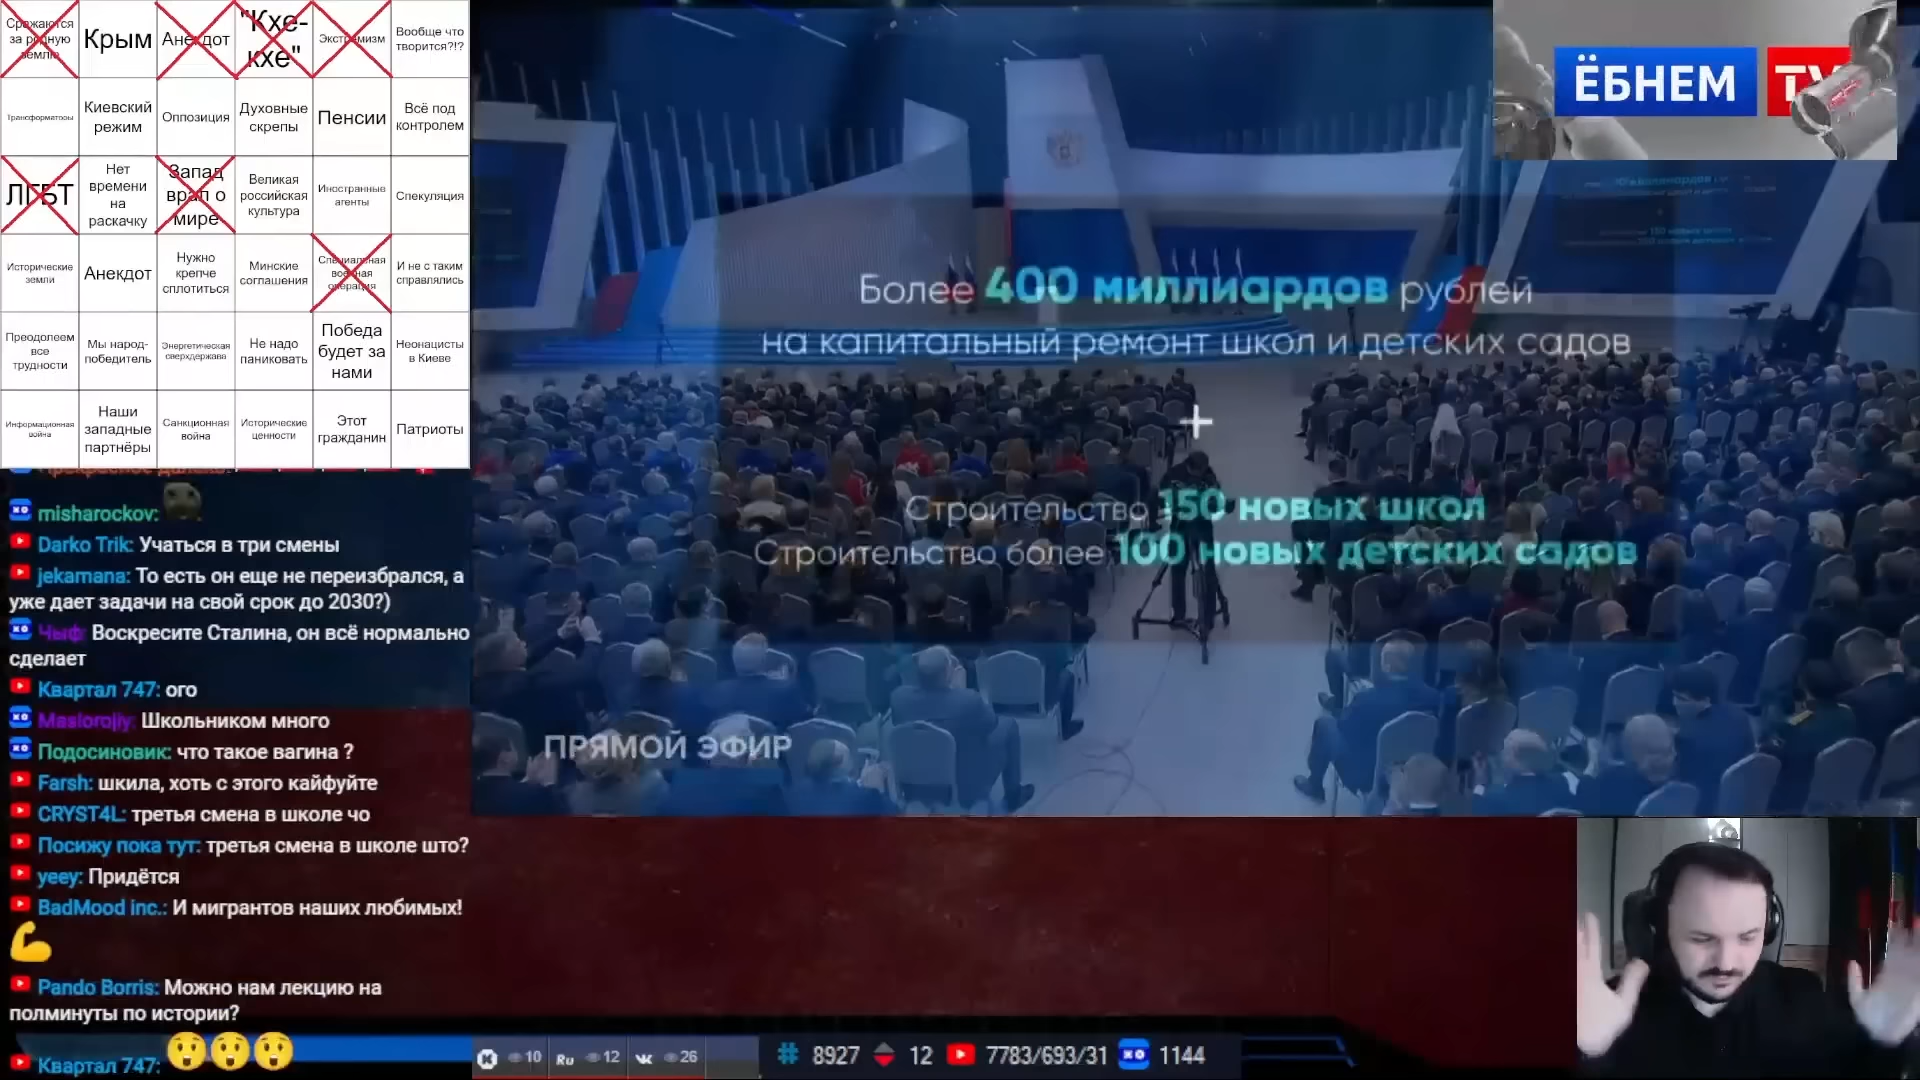 Сражаются
за родную
землю
Крым
Анекдот
"Кхе-
кхе"
Экстремизм
Вообще что
творится?!?
Трансформаторы
Киевский
режим
Оппозиция
Духовные
скрепы
Пенсии
Всё под
контролем
ЛГБТ
Нет
времени
на
раскачку
Запад
врал о
мире
Великая
российская
культура
Иностранные
агенты
Спекуляция
Исторические
земли
Анекдот
Нужно
крепче
сплотиться
Минские
соглашения
Специальная
военная
операция
И не с таким
справлялись
Преодолеем
все
трудности
Мы народ-
победитель
Энергетическая
сверхдержава
Не надо
паниковать
Победа
будет за
нами
Неонацисты
в Киеве
Информационная
война
Наши
западные
партнёры
Санкционная
война
Исторические
ценности
Этот
гражданин
Патриоты
misharockov:
Darko Trik: Учаться в три смены
jekamana: То есть он еще не переизбрался, а
уже дает задачи на свой срок до 2030?)
Чыф: Воскресите Сталина, он всё нормально
сделает
Квартал 747: ого
Maslorojiy: Школьником много
Подосиновик: что такое вагина ?
Farsh: шкила, хоть с этого кайфуйте
CRYST4L: третья смена в школе чо
Посижу пока тут: третья смена в школе што?
yeey: Придётся
BadMood inc.: И мигрантов наших любимых!
Pando Borris: Можно нам лекцию на
полминуты по истории?
Квартал 747:
ЁБНЕМ TV
Более 400 миллиардов рублей
на капитальный ремонт школ и детских садов
+
Строительство 150 новых школ
Строительство более 100 новых детских садов
ПРЯМОЙ ЭФИР
10 Ru 12 26 # 8927 12 7783/693/31 1144